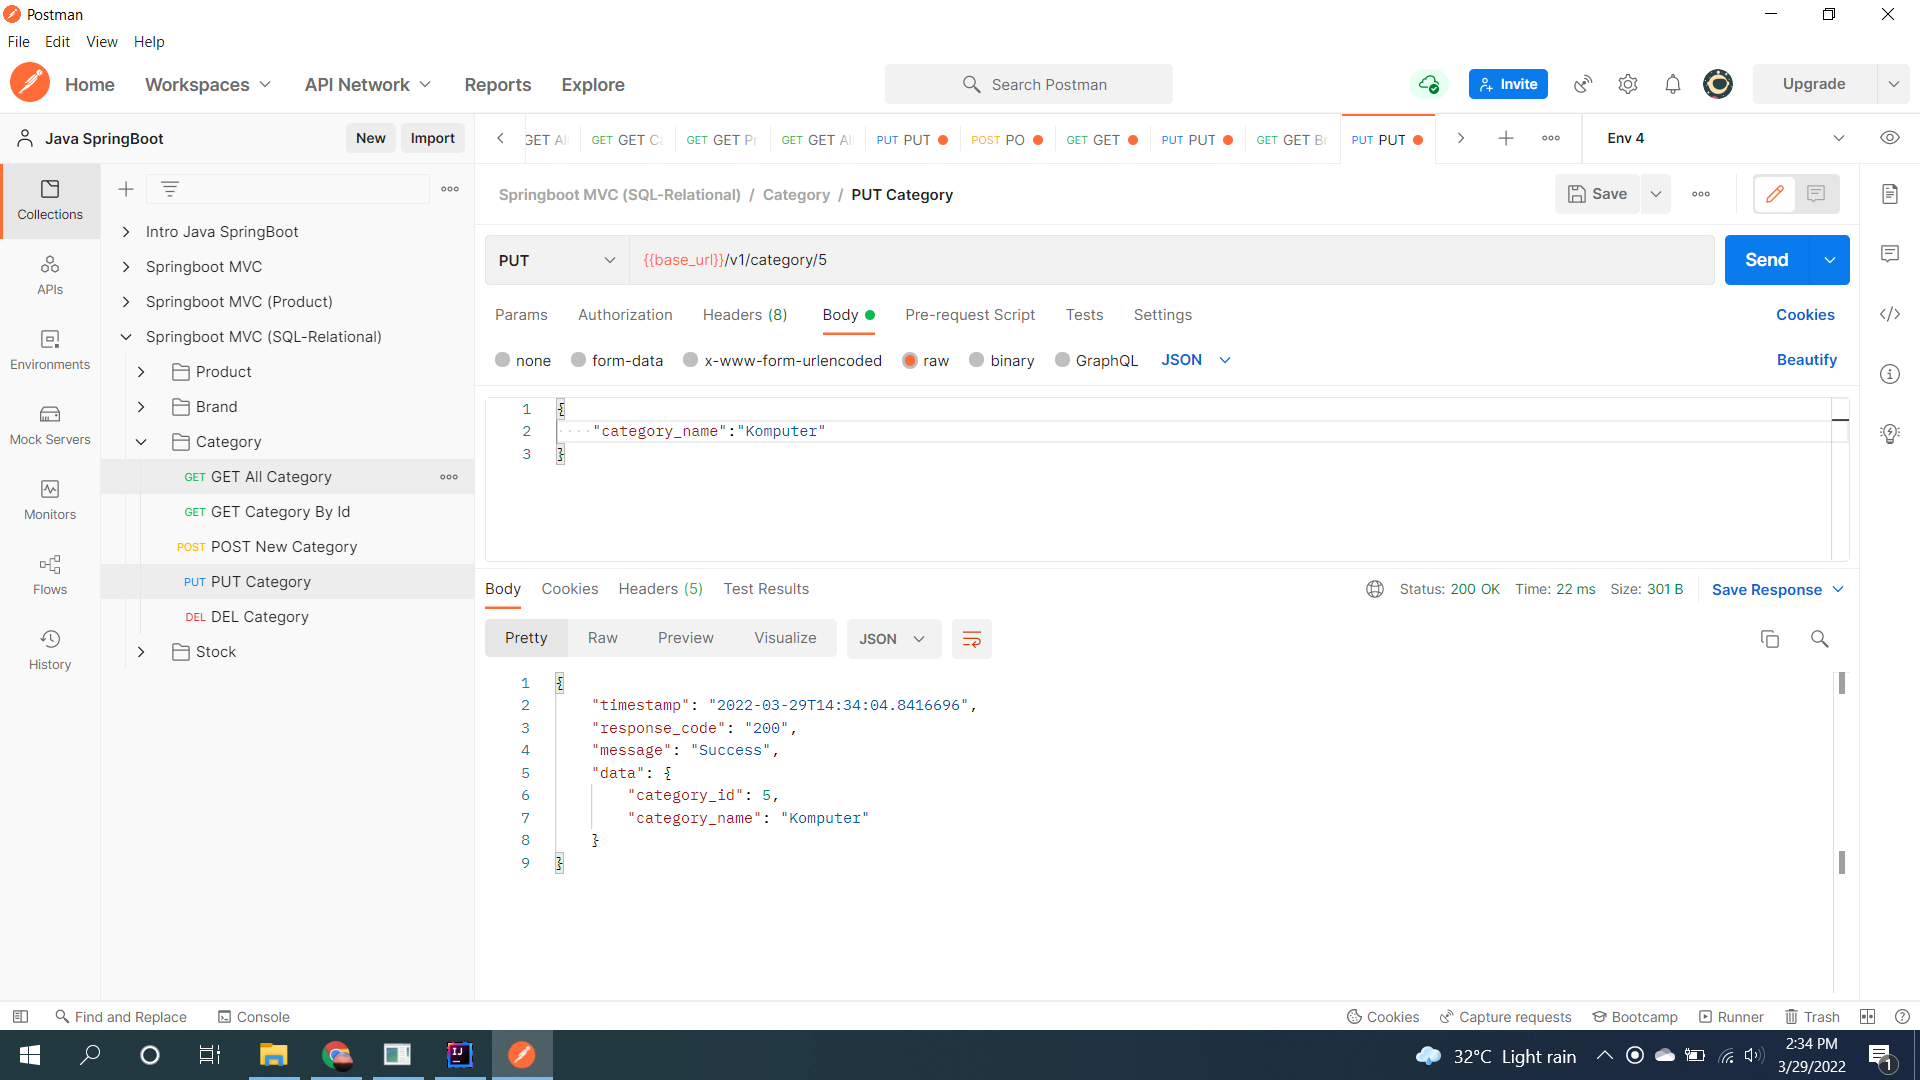 Postman
File Edit View Help
Home Workspaces API Network Reports Explore Search Postman Invite Upgrade
Java SpringBoot New Import
GET Al GET GET Ca GET GET Pr GET GET Al PUT PUT POST PO GET GET PUT PUT GET GET Br PUT PUT Env 4
Collections
APIs
Environments
Mock Servers
Monitors
Flows
History
Intro Java SpringBoot
Springboot MVC
Springboot MVC (Product)
Springboot MVC (SQL-Relational)
Product
Brand
Category
GET GET All Category
GET GET Category By Id
POST POST New Category
PUT PUT Category
DEL DEL Category
Stock
Springboot MVC (SQL-Relational) / Category / PUT Category Save
PUT {{base_url}}/v1/category/5 Send
Params Authorization Headers (8) Body Pre-request Script Tests Settings Cookies
none form-data x-www-form-urlencoded raw binary GraphQL JSON Beautify
1 {
2 "category_name":"Komputer"
3 }
Body Cookies Headers (5) Test Results Status: 200 OK Time: 22 ms Size: 301 B Save Response
Pretty Raw Preview Visualize JSON
1 {
2 "timestamp": "2022-03-29T14:34:04.8416696",
3 "response_code": "200",
4 "message": "Success",
5 "data": {
6 "category_id": 5,
7 "category_name": "Komputer"
8 }
9 }
Find and Replace Console Cookies Capture requests Bootcamp Runner Trash
IJ 32°C Light rain 2:34 PM
3/29/2022 1